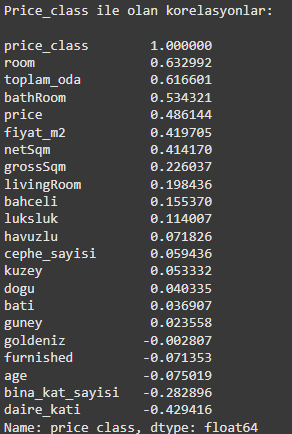 Price_class ile olan korelasyonlar:
price_class 1.000000
room 0.632992
toplam_oda 0.616601
bathRoom 0.534321
price 0.486144
fiyat_m2 0.419705
netSqm 0.414170
grossSqm 0.226037
livingRoom 0.198436
bahceli 0.155370
luksluk 0.114007
havuzlu 0.071826
cephe_sayisi 0.059436
kuzey 0.053332
dogu 0.040335
bati 0.036907
guney 0.023558
goldeniz -0.002807
furnished -0.071353
age -0.075019
bina_kat_sayisi -0.282896
daire_kati -0.429416
Name: price_class, dtype: float64